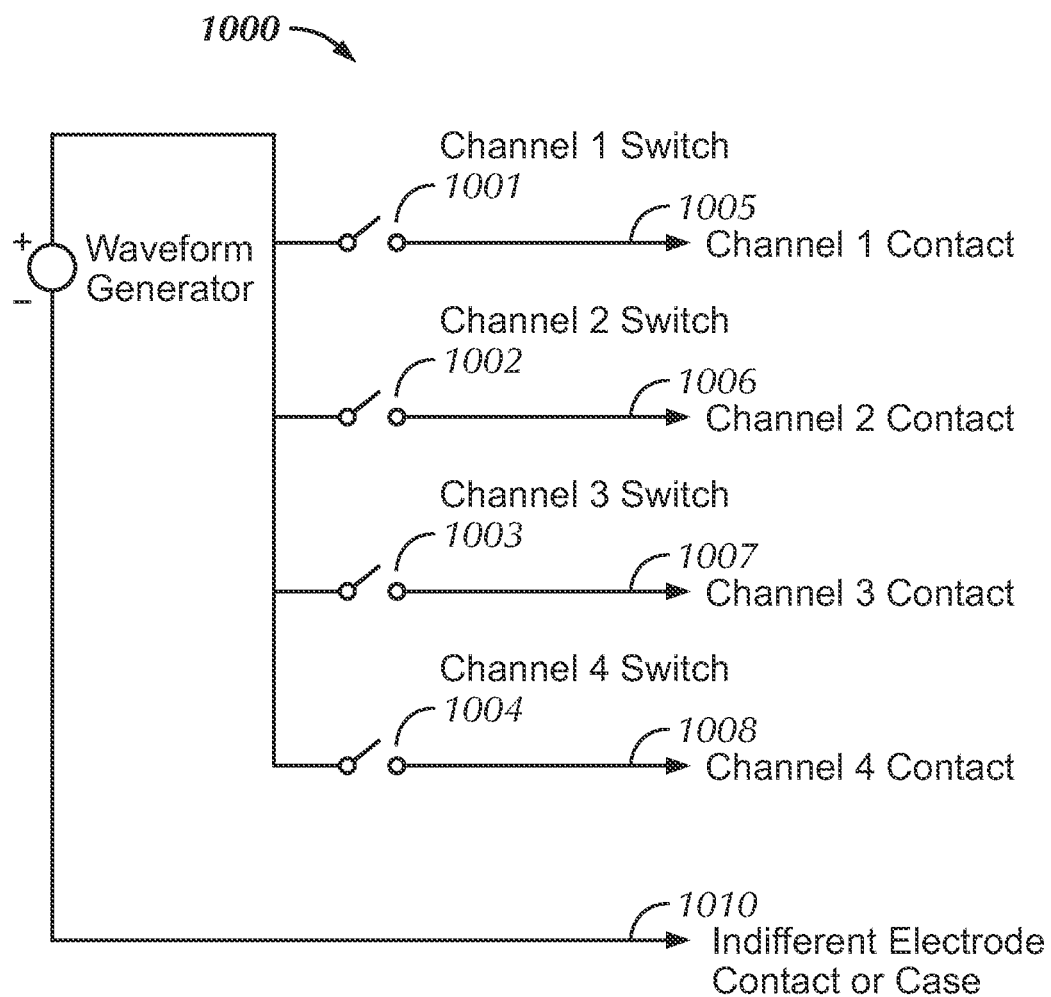 1000
Channel 1 Switch
1001
1005
Channel 1 Contact
+
Waveform
Generator
–
Channel 2 Switch
1002
1006
Channel 2 Contact
Channel 3 Switch
1003
1007
Channel 3 Contact
Channel 4 Switch
1004
1008
Channel 4 Contact
1010
Indifferent Electrode
Contact or Case